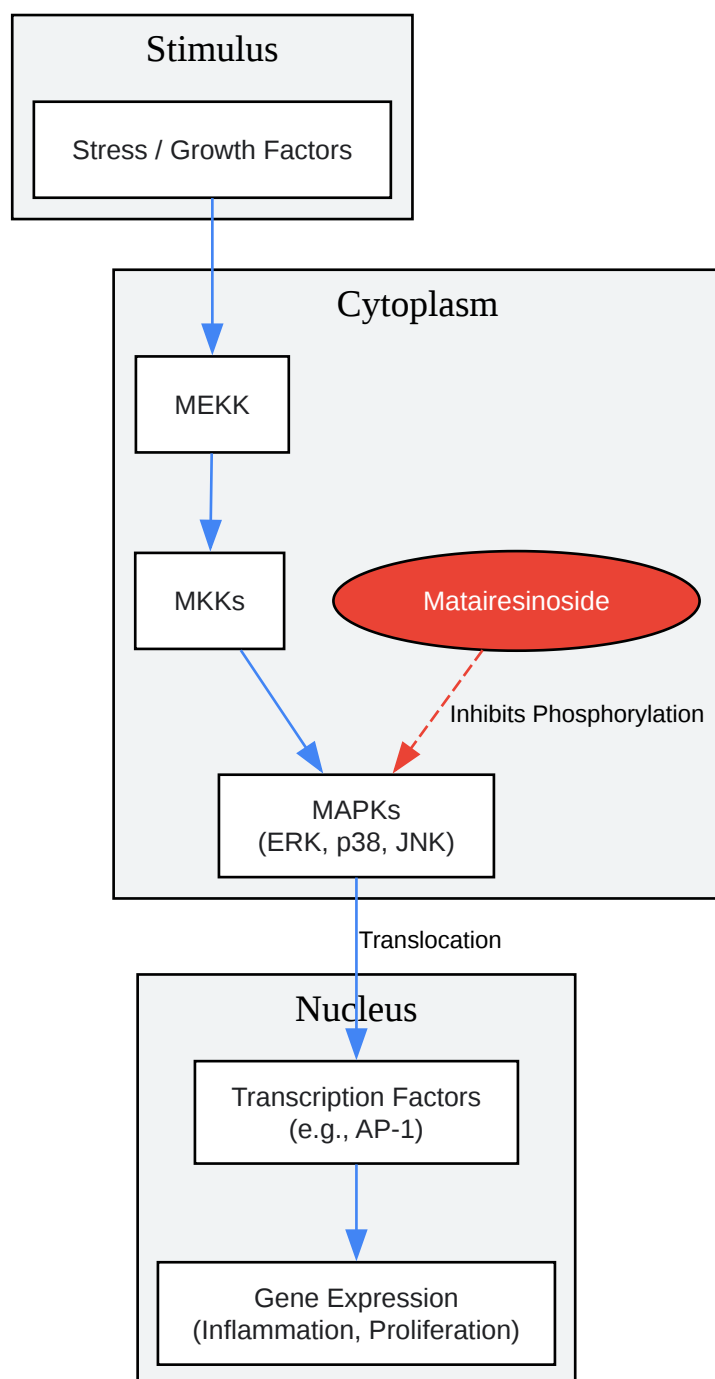 Stimulus
Stress / Growth Factors
Cytoplasm
MEKK
MKKs
Matairesinoside
Inhibits Phosphorylation
MAPKs
(ERK, p38, JNK)
Translocation
Nucleus
Transcription Factors
(e.g., AP-1)
Gene Expression
(Inflammation, Proliferation)